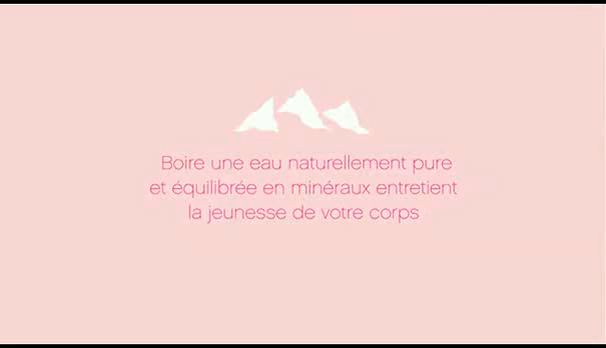 Boire une eau naturellement pure
et équilibrée en minéraux entretient
la jeunesse de votre corps